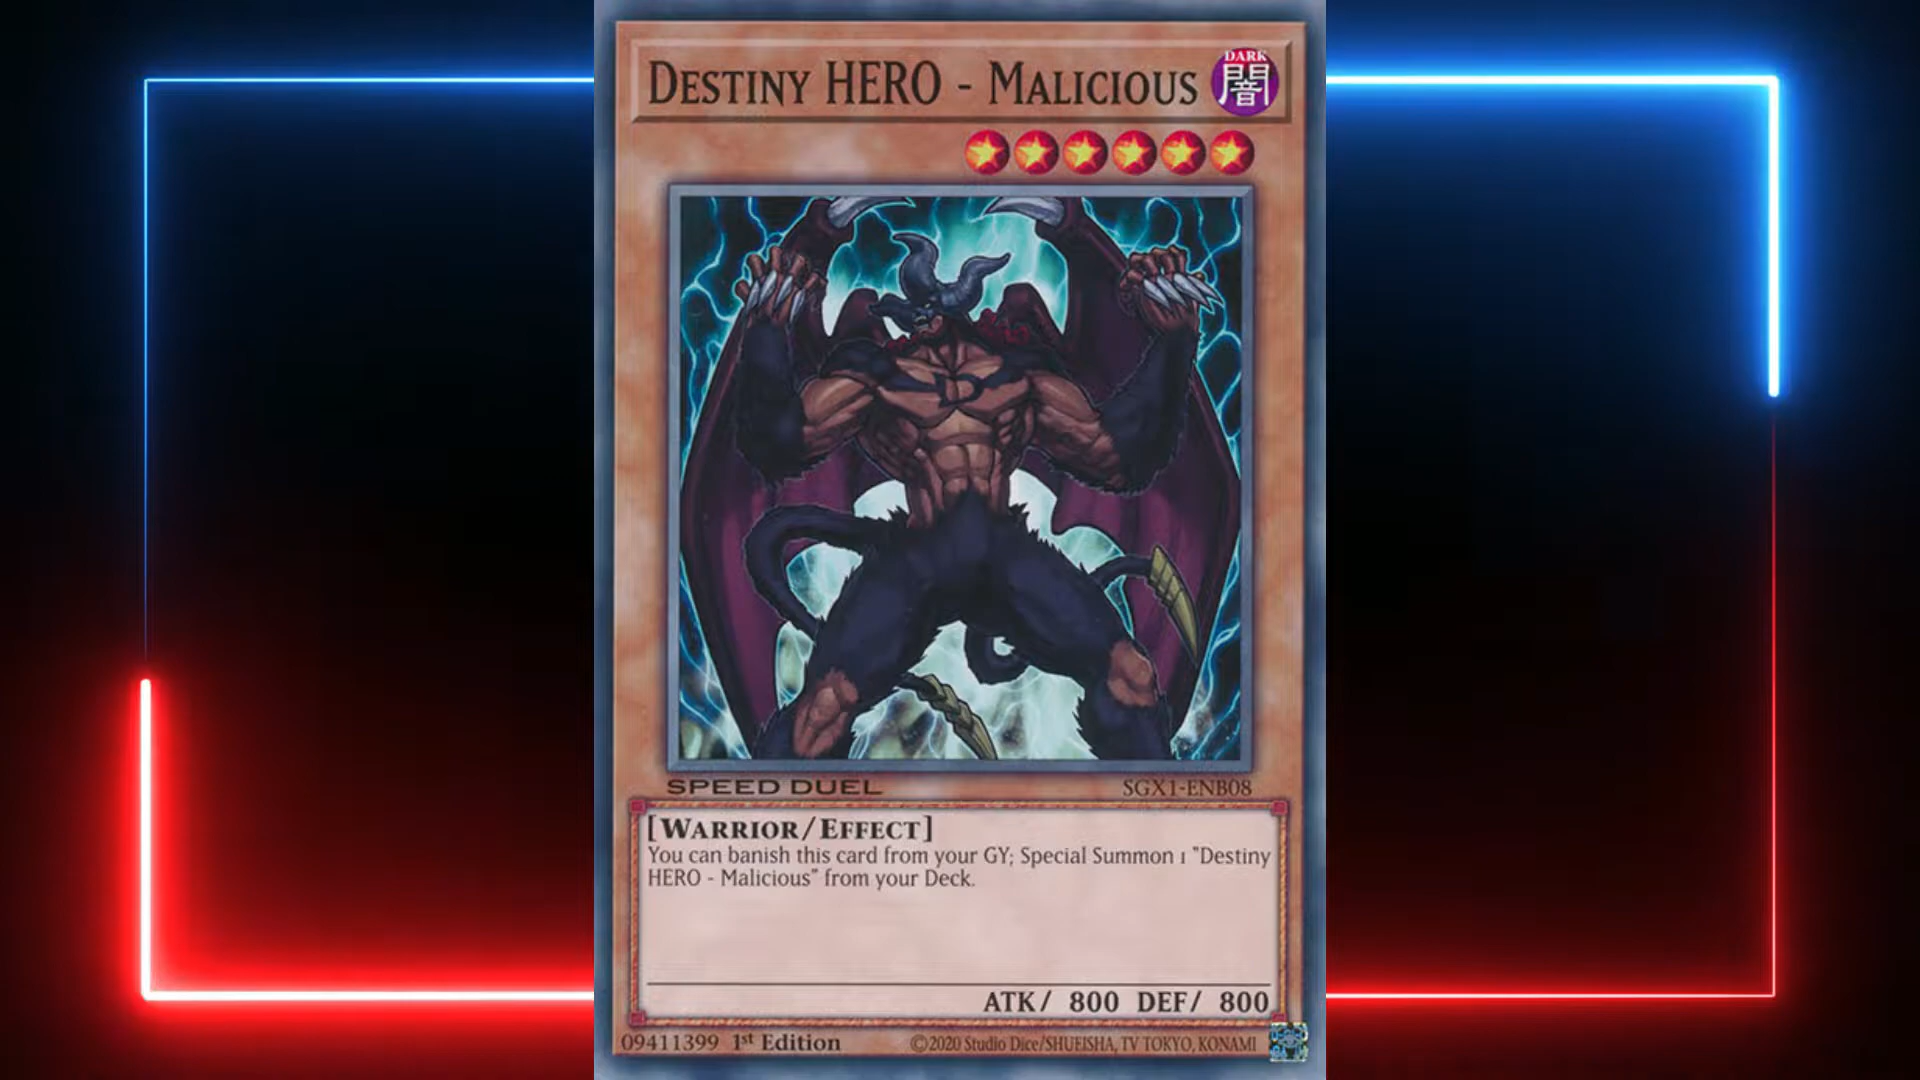 Destiny HERO - Malicious
DARK
闇
D
SPEED DUEL
SGX1-ENB08
[Warrior/Effect]
You can banish this card from your GY; Special Summon 1 "Destiny
HERO - Malicious" from your Deck.
ATK/ 800 DEF/ 800
09411399 1st Edition ©2020 Studio Dice/SHUEISHA, TV TOKYO, KONAMI